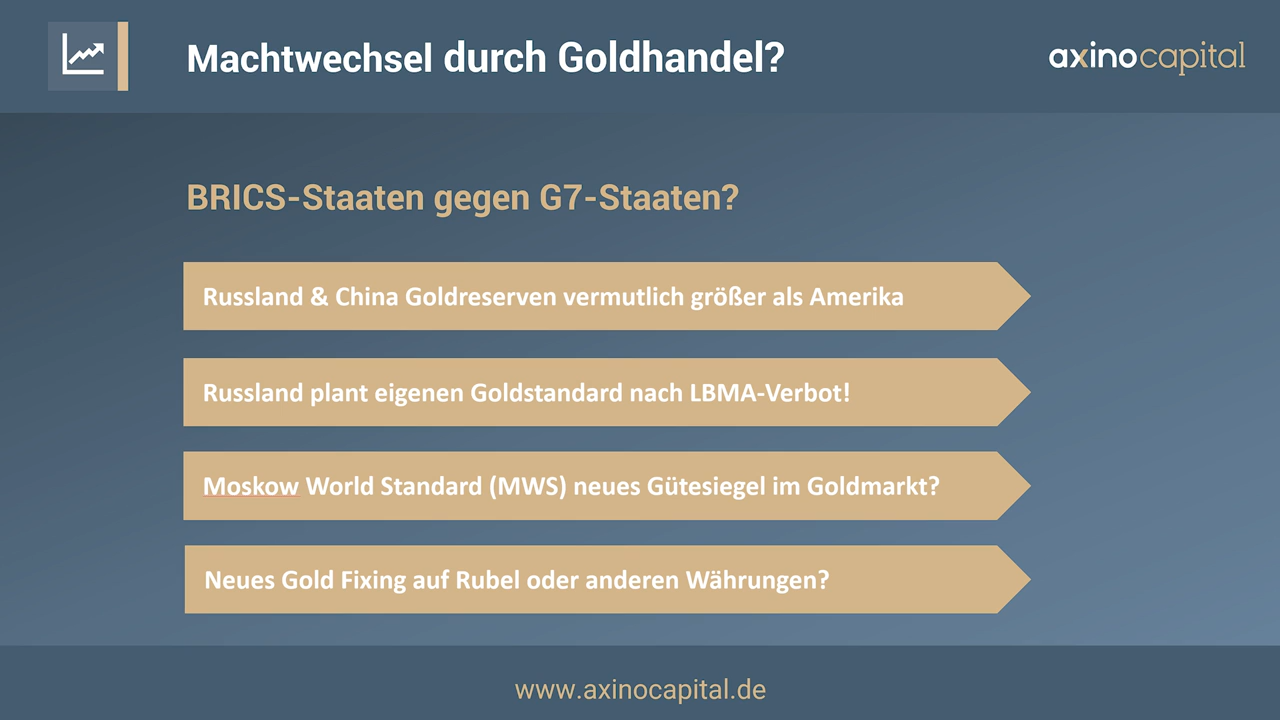 Machtwechsel durch Goldhandel?
axinocapital
BRICS-Staaten gegen G7-Staaten?
Russland & China Goldreserven vermutlich größer als Amerika
Russland plant eigenen Goldstandard nach LBMA-Verbot!
Moskow World Standard (MWS) neues Gütesiegel im Goldmarkt?
Neues Gold Fixing auf Rubel oder anderen Währungen?
www.axinocapital.de